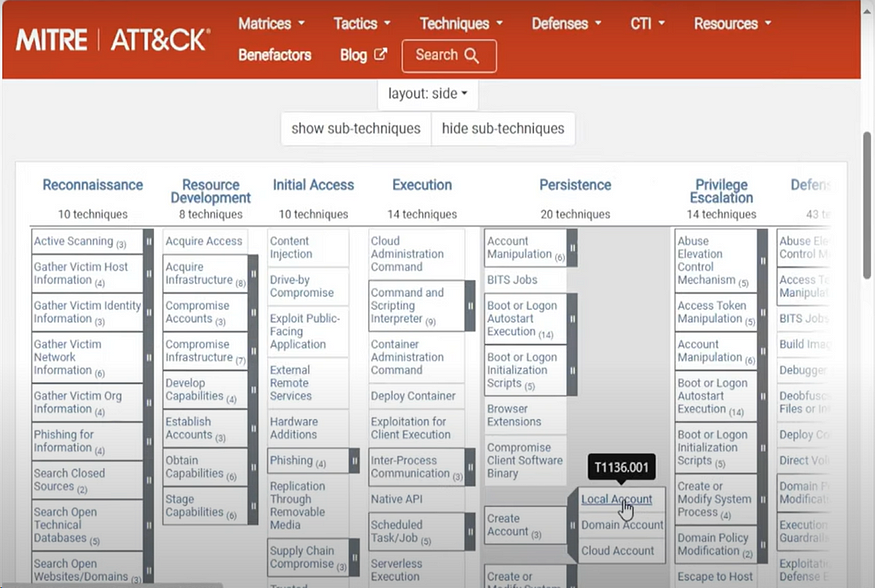 MITRE | ATT&CK®
Matrices
Tactics
Techniques
Defenses
CTI
Resources
Benefactors
Blog
Search
layout: side
show sub-techniques
hide sub-techniques
Reconnaissance
10 techniques
Active Scanning (3)
Gather Victim Host
Information (4)
Gather Victim Identity
Information (3)
Gather Victim
Network
Information (6)
Gather Victim Org
Information (4)
Phishing for
Information (4)
Search Closed
Sources (2)
Search Open
Technical
Databases (5)
Search Open
Websites/Domains (3)
Resource
Development
8 techniques
Acquire Access
Acquire
Infrastructure (8)
Compromise
Accounts (3)
Compromise
Infrastructure (7)
Develop
Capabilities (4)
Establish
Accounts (3)
Obtain
Capabilities (6)
Stage
Capabilities (6)
Initial Access
10 techniques
Content
Injection
Drive-by
Compromise
Exploit Public-
Facing
Application
External
Remote
Services
Hardware
Additions
Phishing (4)
Replication
Through
Removable
Media
Supply Chain
Compromise (3)
Execution
14 techniques
Cloud
Administration
Command
Command and
Scripting
Interpreter (9)
Container
Administration
Command
Deploy Container
Exploitation for
Client Execution
Inter-Process
Communication (3)
Native API
Scheduled
Task/Job (5)
Serverless
Execution
Persistence
20 techniques
Account
Manipulation (6)
BITS Jobs
Boot or Logon
Autostart
Execution (14)
Boot or Logon
Initialization
Scripts (5)
Browser
Extensions
Compromise
Client Software
Binary
Create
Account (3)
Create or
T1136.001
Local Account
Domain Account
Cloud Account
Privilege
Escalation
14 techniques
Abuse
Elevation
Control
Mechanism (5)
Access Token
Manipulation (5)
Account
Manipulation (6)
Boot or Logon
Autostart
Execution (14)
Boot or Logon
Initialization
Scripts (5)
Create or
Modify System
Process (4)
Domain Policy
Modification (2)
Escape to Host
Defens
43 te
Abuse Ele
Control M
Access To
Manipula
BITS Jobs
Build Ima
Debugger
Deobfusc
Files or In
Deploy Co
Direct Vol
Domain P
Modificat
Execution
Guardrail
Exploitati
Defense